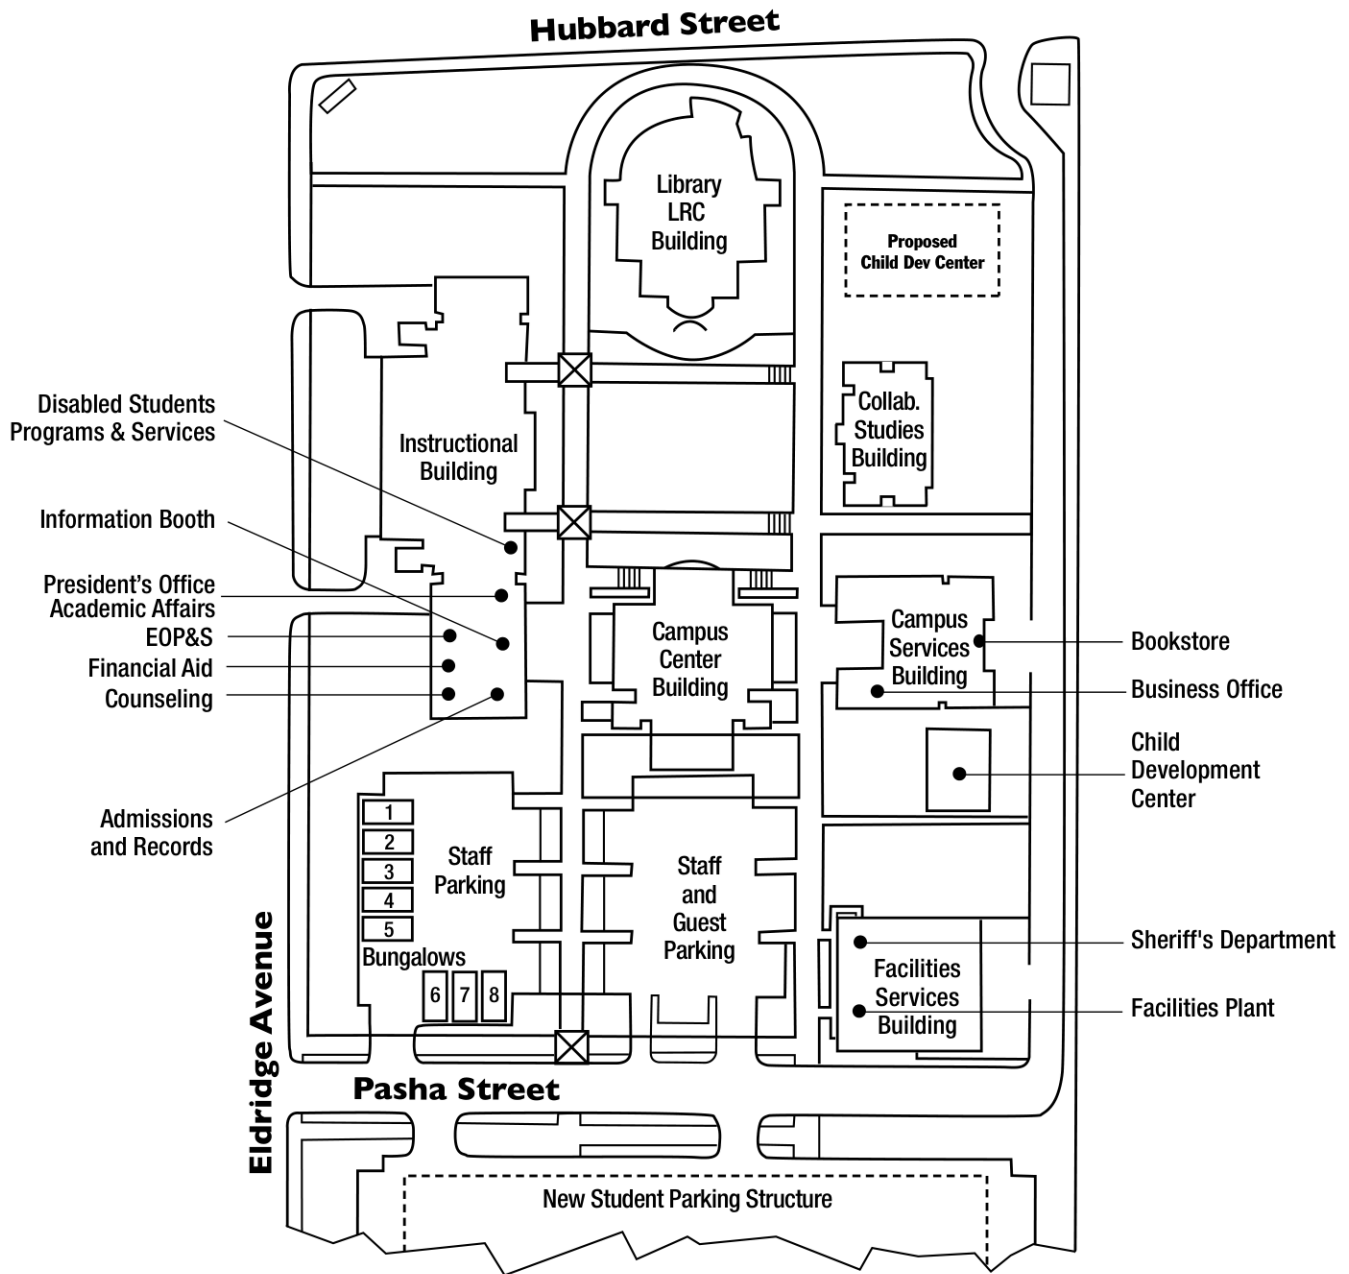 Hubbard Street
Library
LRC
Building
Proposed
Child Dev Center
Disabled Students
Programs & Services
Instructional
Building
Collab.
Studies
Building
Information Booth
President's Office
Academic Affairs
EOP&S
Financial Aid
Counseling
Campus
Center
Building
Campus
Services
Building
Bookstore
Business Office
Child
Development
Center
Admissions
and Records
1
2
3
4
5
Bungalows
6 7 8
Staff
Parking
Staff
and
Guest
Parking
Sheriff's Department
Facilities
Services
Building
Facilities Plant
Eldridge Avenue
Pasha Street
New Student Parking Structure